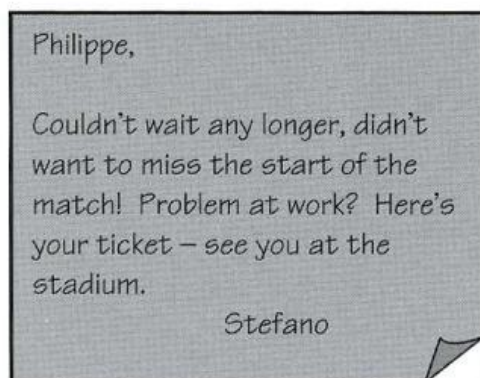 Philippe,
Couldn't wait any longer, didn't
want to miss the start of the
match! Problem at work? Here's
your ticket – see you at the
stadium.
Stefano